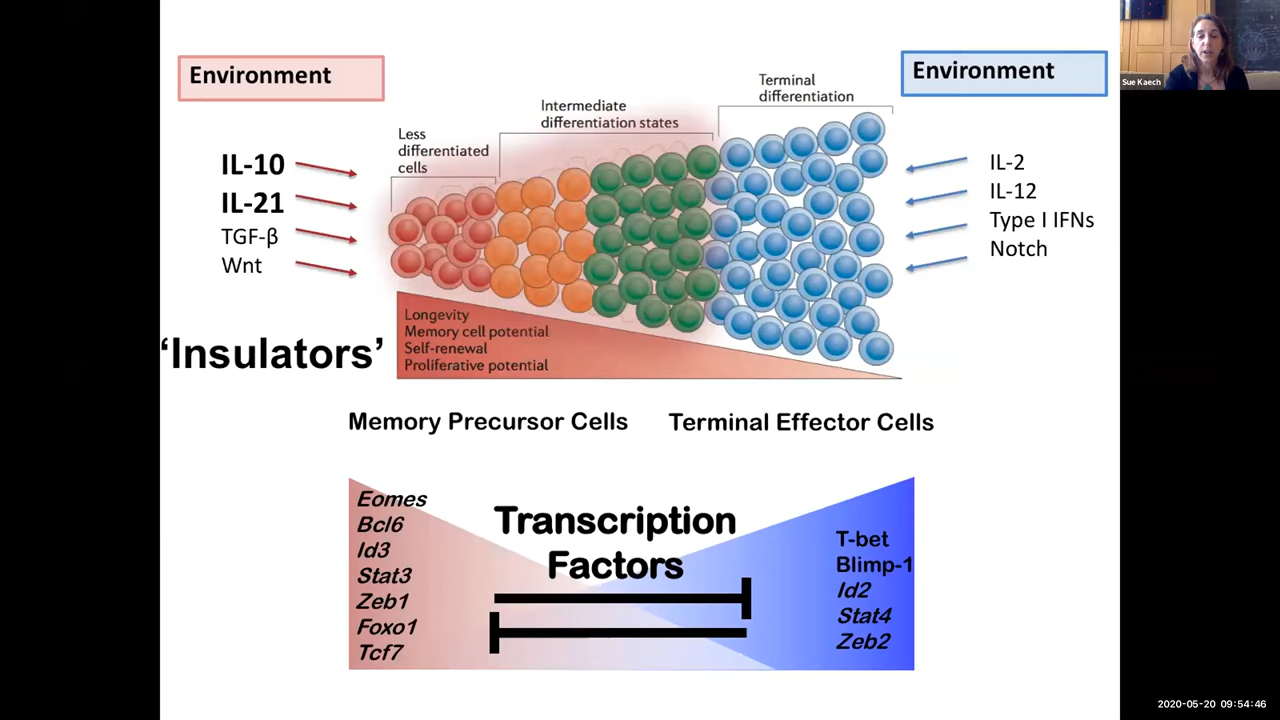 Environment
Environment
Sue Kaech
Terminal
differentiation
Intermediate
differentiation states
Less
differentiated
cells
IL-10
IL-21
TGF-β
Wnt
IL-2
IL-12
Type I IFNs
Notch
‘Insulators’
Longevity
Memory cell potential
Self-renewal
Proliferative potential
Memory Precursor Cells
Terminal Effector Cells
Eomes
Bcl6
Id3
Stat3
Zeb1
Foxo1
Tcf7
Transcription
Factors
T-bet
Blimp-1
Id2
Stat4
Zeb2
2020-05-20 09:54:46